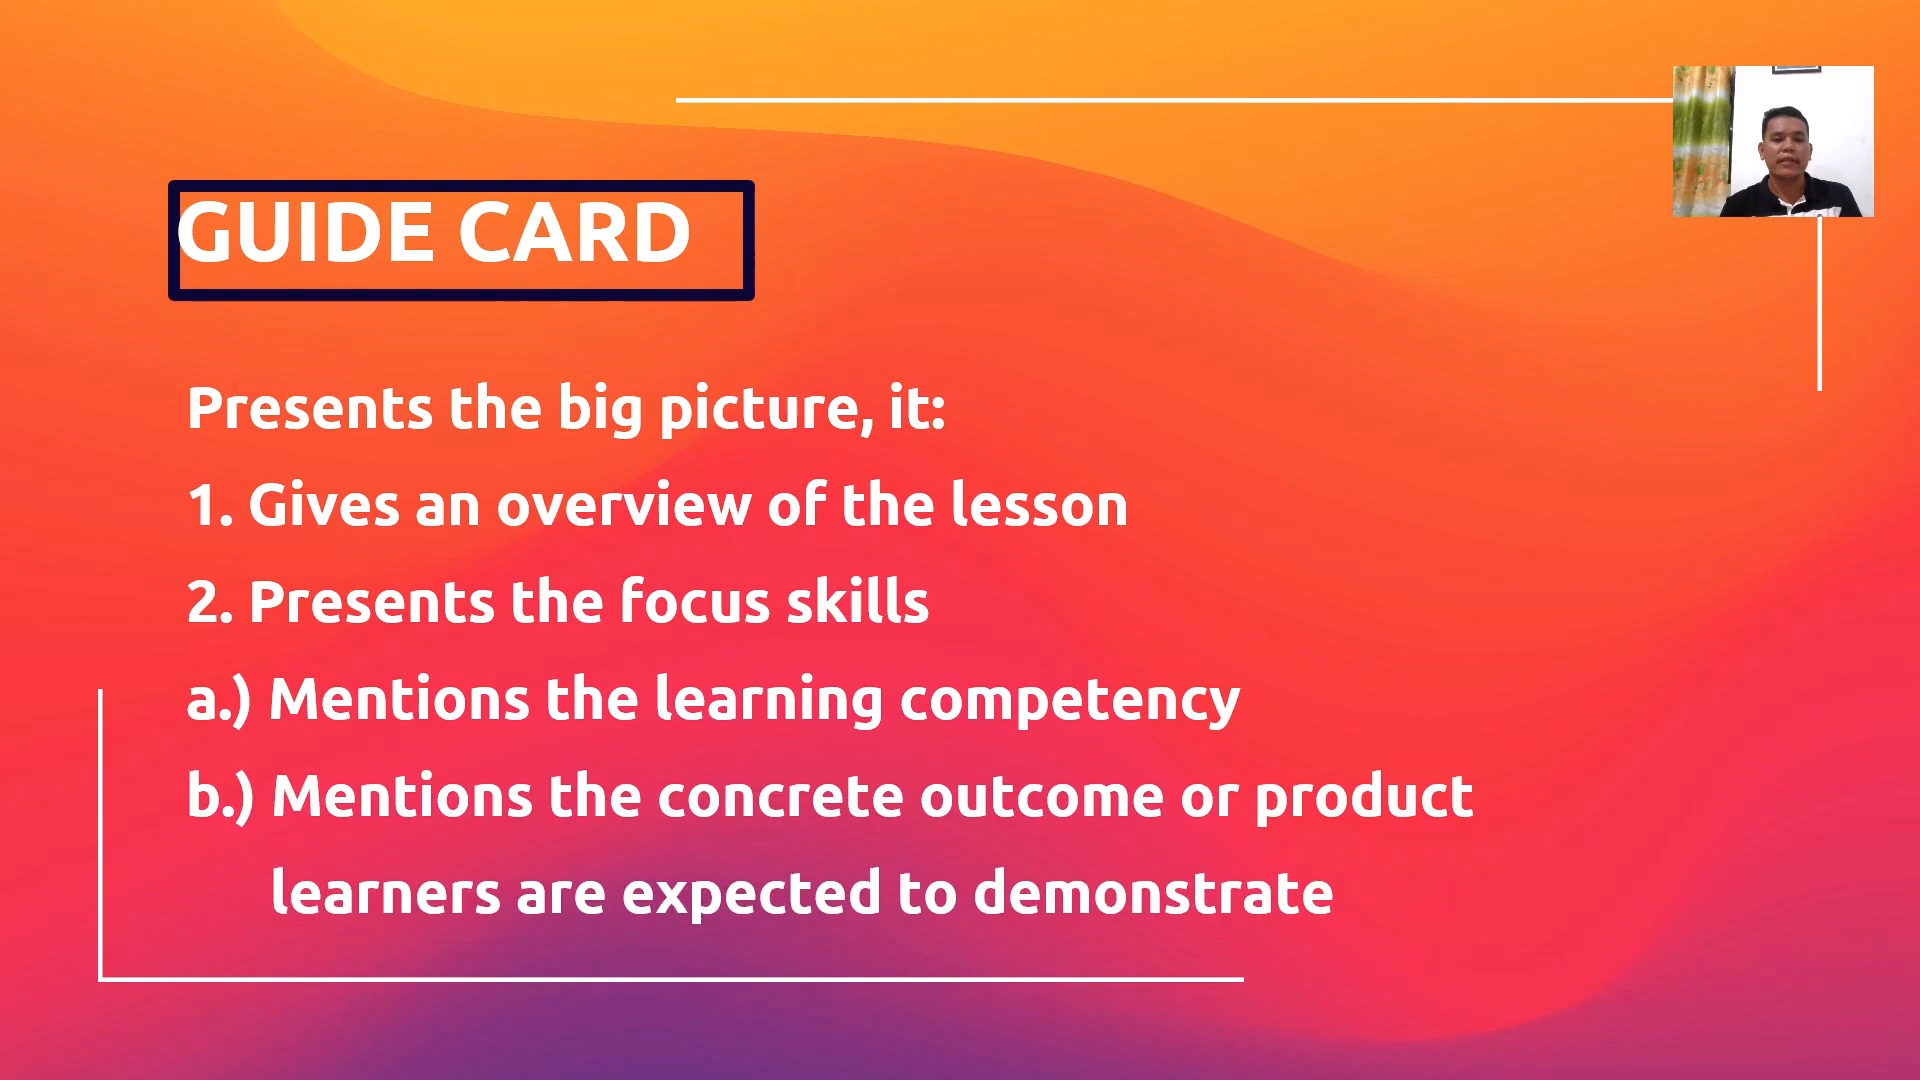 GUIDE CARD
Presents the big picture, it:
1. Gives an overview of the lesson
2. Presents the focus skills
a.) Mentions the learning competency
b.) Mentions the concrete outcome or product
learners are expected to demonstrate